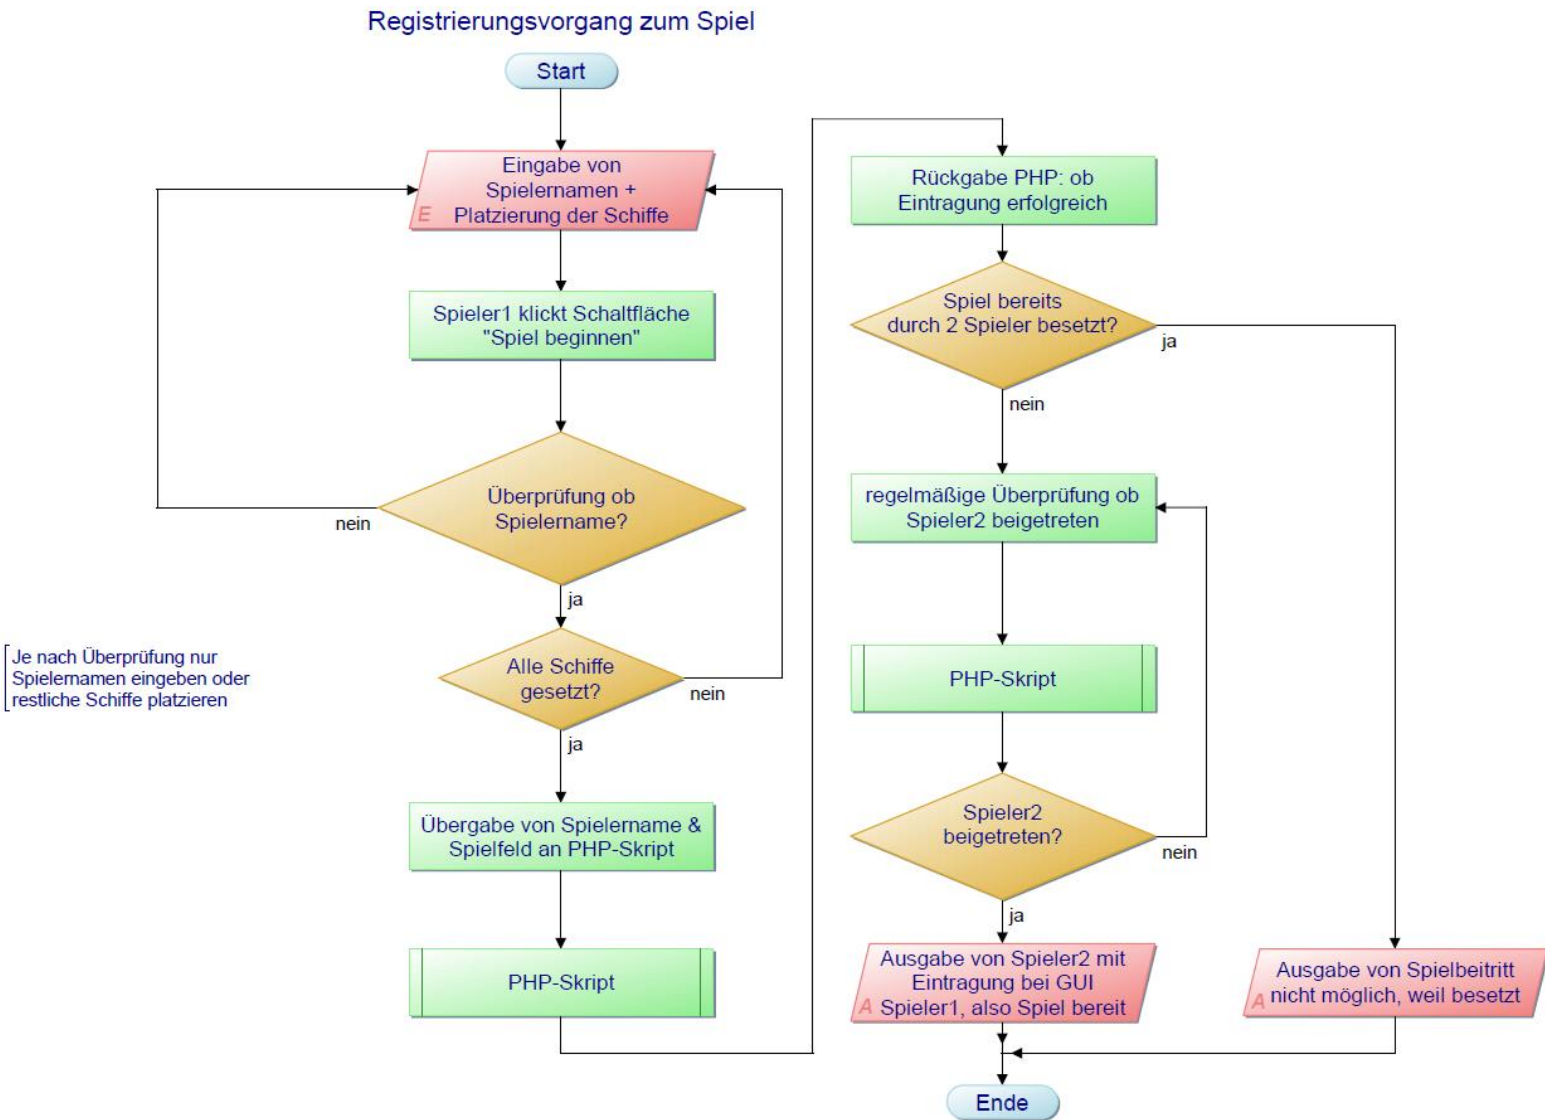 Registrierungsvorgang zum Spiel
Start
Eingabe von
Spielernamen +
Platzierung der Schiffe
E
Spieler1 klickt Schaltfläche
"Spiel beginnen"
Überprüfung ob
Spielername?
nein
ja
Je nach Überprüfung nur
Spielernamen eingeben oder
restliche Schiffe platzieren
Alle Schiffe
gesetzt?
nein
ja
Übergabe von Spielername &
Spielfeld an PHP-Skript
PHP-Skript
Rückgabe PHP: ob
Eintragung erfolgreich
Spiel bereits
durch 2 Spieler besetzt?
ja
nein
regelmäßige Überprüfung ob
Spieler2 beigetreten
PHP-Skript
Spieler2
beigetreten?
nein
ja
Ausgabe von Spieler2 mit
Eintragung bei GUI
Spieler1, also Spiel bereit
A
Ausgabe von Spielbeitritt
nicht möglich, weil besetzt
A
Ende